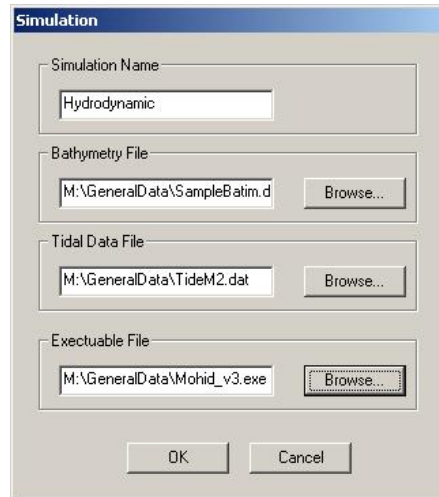 Simulation
Simulation Name
Hydrodynamic
Bathymetry File
M:\GeneralData\SampleBatim.d
Browse...
Tidal Data File
M:\GeneralData\TideM2.dat
Browse...
Exectuable File
M:\GeneralData\Mohid_v3.exe
Browse...
OK
Cancel